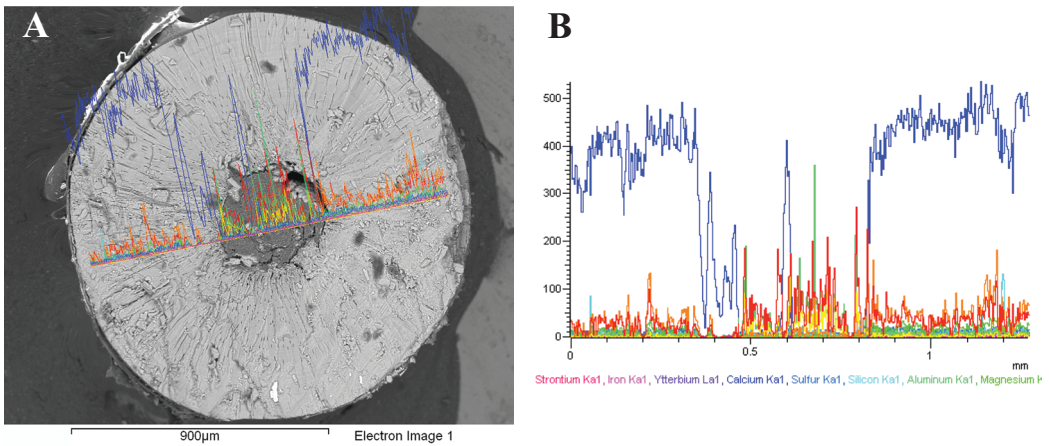 A
B
500
400
300
200
100
0
0
0.5
1
mm
Strontium Ka1, Iron Ka1, Ytterbium La1, Calcium Ka1, Sulfur Ka1, Silicon Ka1, Aluminum Ka1, Magnesium K
900µm
Electron Image 1